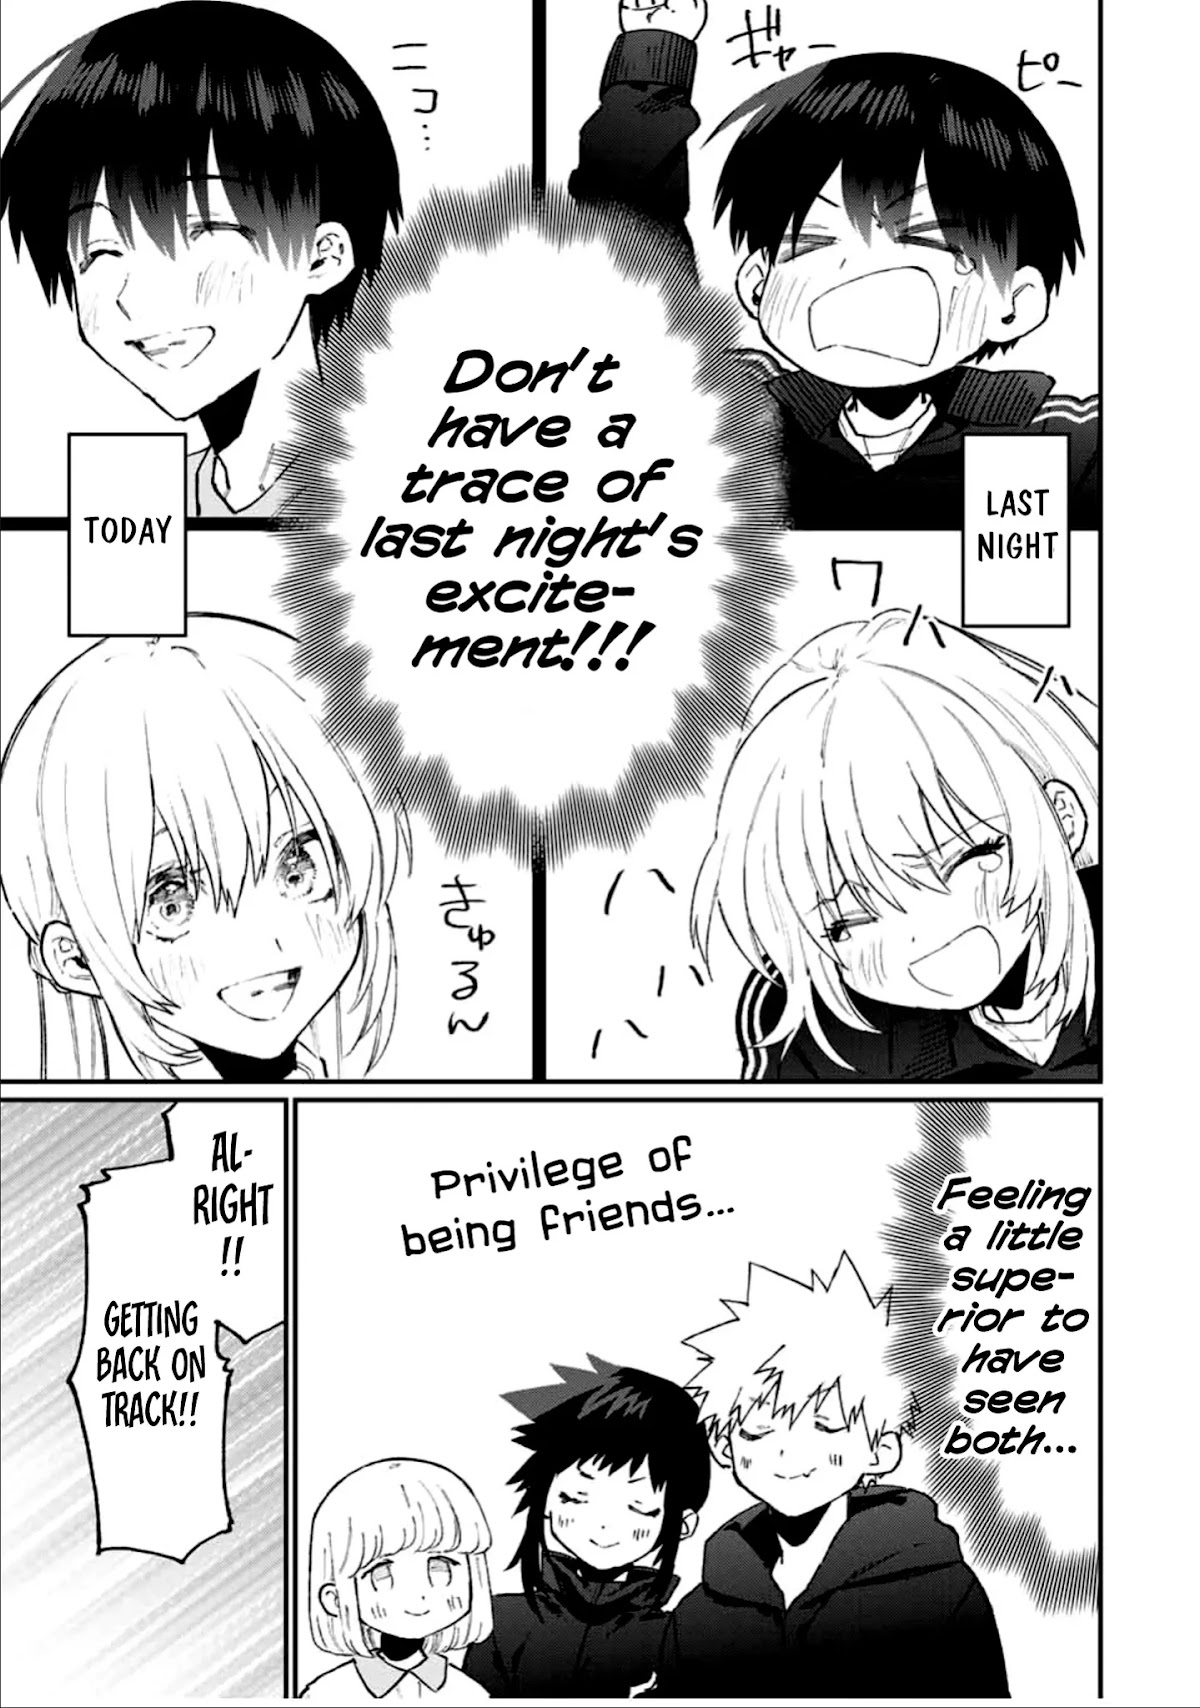 ギャー
ピー
LAST
NIGHT
ワハハ
ハハハ
Don't
have a
trace of
last night's
excite-
ment!!!
ニコ…
TODAY
きゅるん
Feeling
a little
supe-
rior to
have
seen
both...
Privilege of
being friends...
AL-
RIGHT
!!
GETTING
BACK ON
TRACK!!